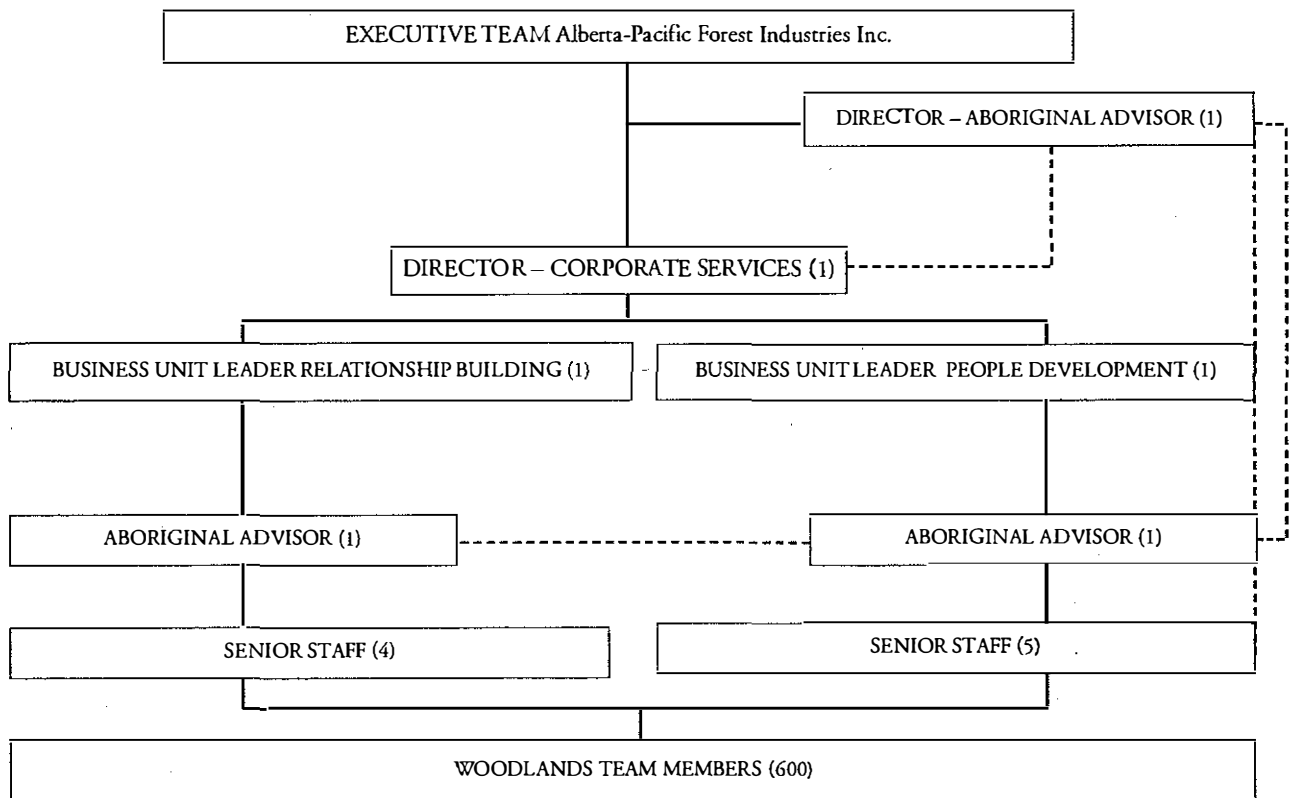 EXECUTIVE TEAM Alberta-Pacific Forest Industries Inc.
DIRECTOR – ABORIGINAL ADVISOR (1)
DIRECTOR – CORPORATE SERVICES (1)
BUSINESS UNIT LEADER RELATIONSHIP BUILDING (1)
BUSINESS UNIT LEADER PEOPLE DEVELOPMENT (1)
ABORIGINAL ADVISOR (1)
ABORIGINAL ADVISOR (1)
SENIOR STAFF (4)
SENIOR STAFF (5)
WOODLANDS TEAM MEMBERS (600)